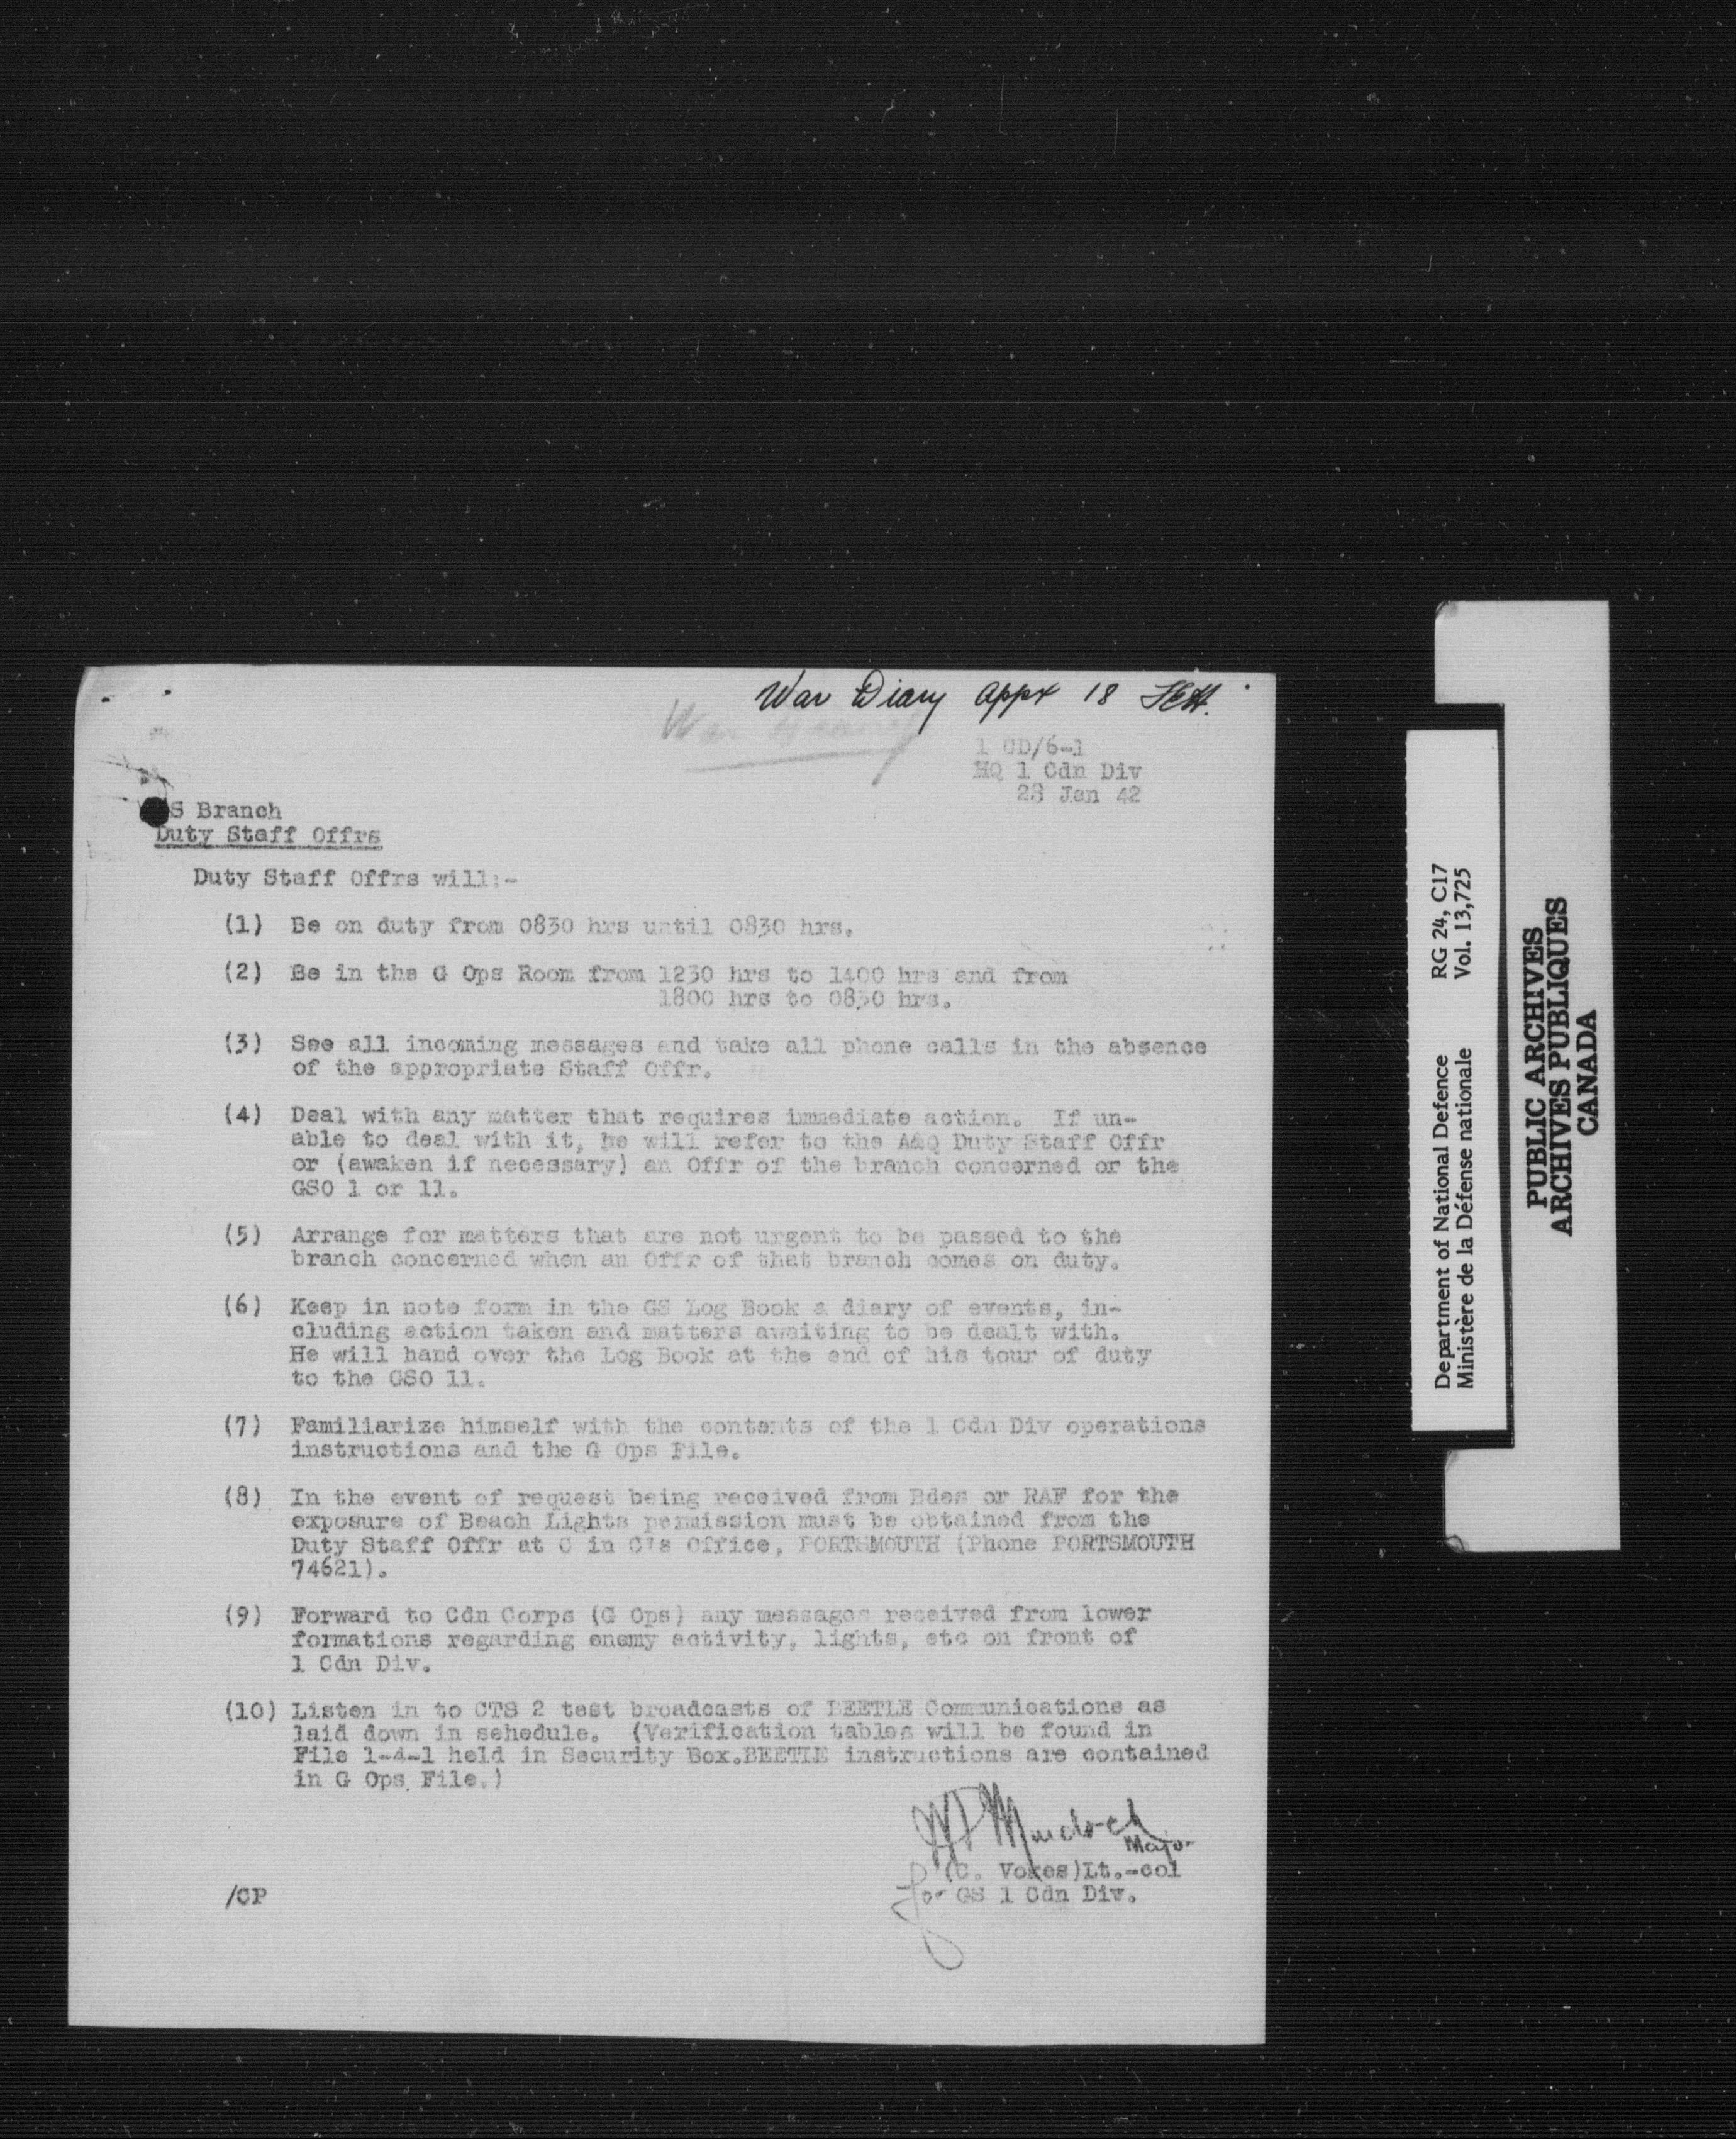 War Diary appx 18
War Diary
1 CD/6-1
HQ 1 Cdn Div
28 Jan 42
S Branch
Duty Staff Offrs
Duty Staff Offrs will:-
(1) Be on duty from 0830 hrs until 0830 hrs.
(2) Be in the G Ops Room from 1230 hrs to 1400 hrs and from
1800 hrs to 0830 hrs.
(3) See all incoming messages and take all phone calls in the absence
of the appropriate Staff Offr.
(4) Deal with any matter that requires immediate action. If un-
able to deal with it, he will refer to the A&Q Duty Staff Offr
or (awaken if necessary) an Offr of the branch concerned or the
GSO 1 or 11.
(5) Arrange for matters that are not urgent to be passed to the
branch concerned when an Offr of that branch comes on duty.
(6) Keep in note form in the GS Log Book a diary of events, in-
cluding action taken and matters awaiting to be dealt with.
He will hand over the Log Book at the end of his tour of duty
to the GSO 11.
(7) Familiarize himself with the contents of the 1 Cdn Div operations
instructions and the G Ops File.
(8) In the event of request being received from Bdes or RAF for the
exposure of Beach Lights permission must be obtained from the
Duty Staff Offr at C in C's Office, PORTSMOUTH (Phone PORTSMOUTH
74621).
(9) Forward to Cdn Corps (G Ops) any messages received from lower
formations regarding enemy activity, lights, etc on front of
1 Cdn Div.
(10) Listen in to CTS 2 test broadcasts of BEETLE Communications as
laid down in sehedule. (Verification tables will be found in
File 1-4-1 held in Security Box.BEETLE instructions are contained
in G Ops File.)
Murdoch
Major
(C. Vokes)Lt.-col
for GS 1 Cdn Div.
/CP
Department of National Defence RG 24, C17
Ministère de la Défense nationale Vol. 13,725
PUBLIC ARCHIVES
ARCHIVES PUBLIQUES
CANADA